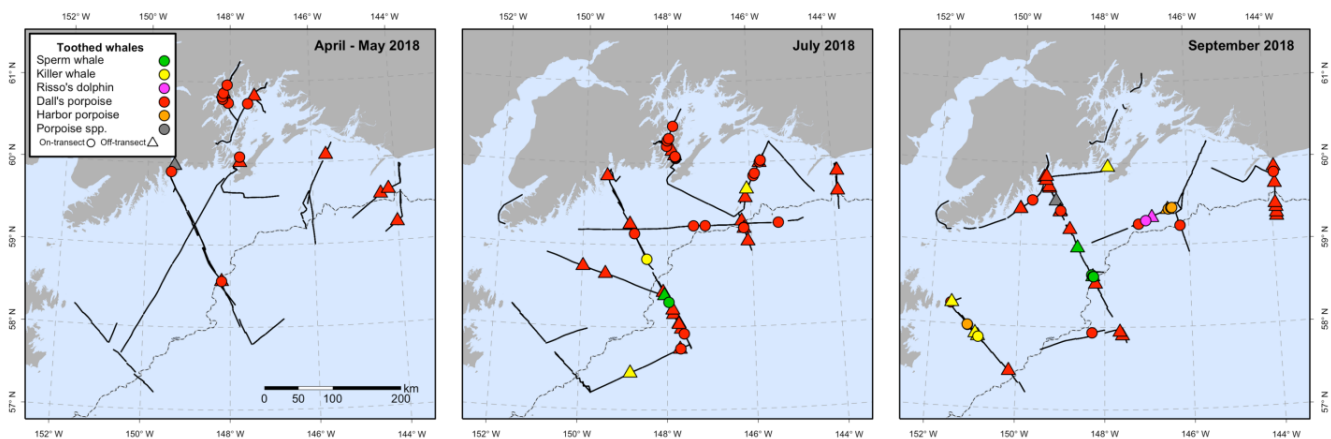 152° W 150° W 148° W 146° W 144° W
152° W 150° W 148° W 146° W 144° W
152° W 150° W 148° W 146° W 144° W
April - May 2018
July 2018
September 2018
Toothed whales
Sperm whale
Killer whale
Risso's dolphin
Dall's porpoise
Harbor porpoise
Porpoise spp.
On-transect Off-transect
61° N
60° N
59° N
58° N
57° N
61° N
60° N
59° N
58° N
57° N
km
0 50 100 200
152° W 150° W 148° W 146° W 144° W
152° W 150° W 148° W 146° W 144° W
152° W 150° W 148° W 146° W 144° W